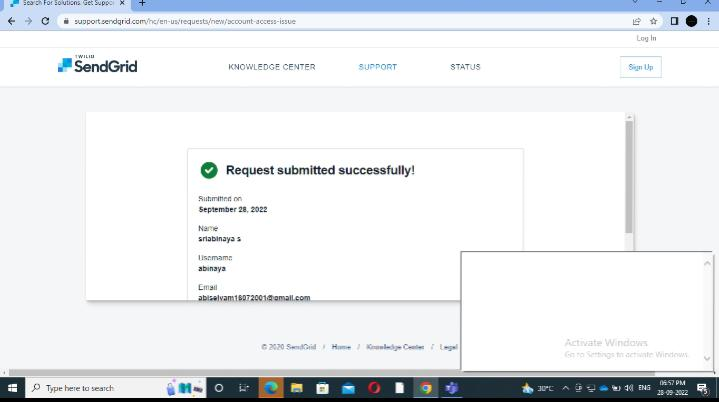 Search For Solutions. Get Suppo
support.sendgrid.com/hc/en-us/requests/new/account-access-issue
Log In
TWILIO
SendGrid
KNOWLEDGE CENTER
SUPPORT
STATUS
Sign Up
Request submitted successfully!
Submitted on
September 28, 2022
Name
sriabinaya s
Username
abinaya
Email
abiselvam16072001@gmail.com
© 2020 SendGrid / Home / Knowledge Center / Legal
Activate Windows
Go to Settings to activate Windows.
Type here to search
30°C
ENG
06:57 PM
28-09-2022